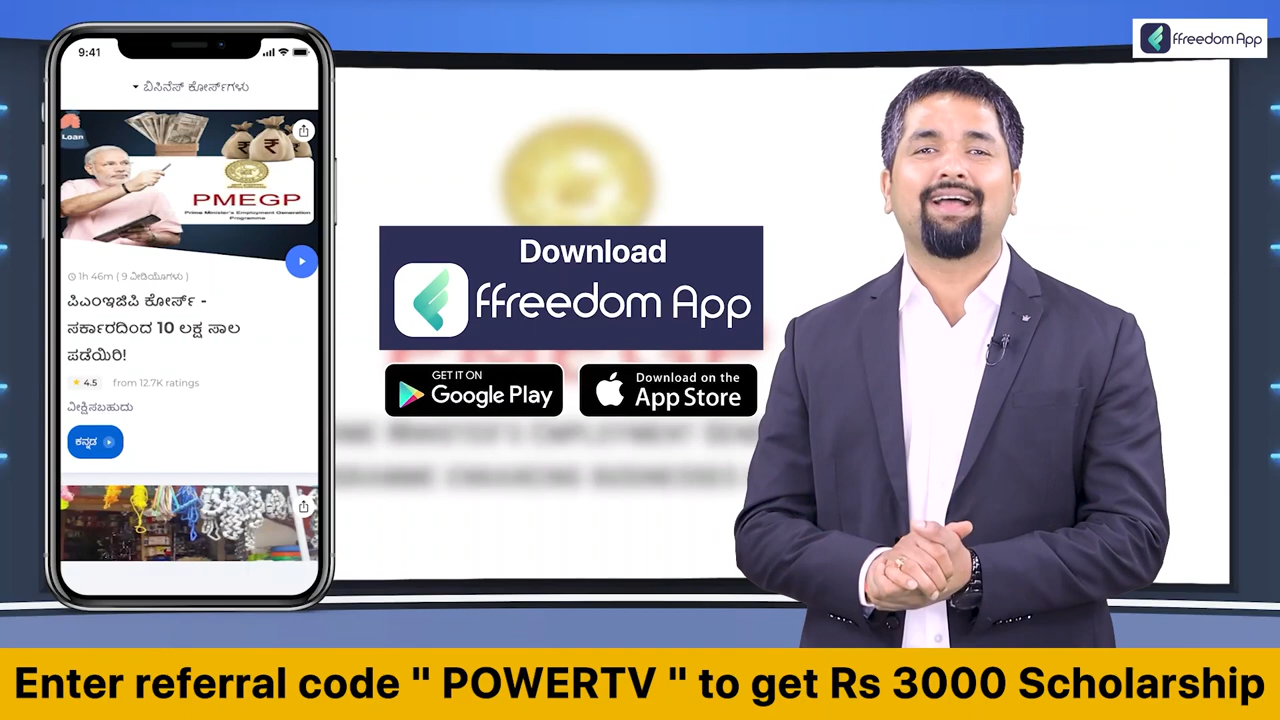 9:41
ಬಿಸಿನೆಸ್ ಕೋರ್ಸ್‌ಗಳು
Loan
PMEGP
Prime Minister's Employment Generation
Programme
1h 46m ( 9 ವೀಡಿಯೊಗಳು )
ಪಿಎಂಇಜಿಪಿ ಕೋರ್ಸ್ -
ಸರ್ಕಾರದಿಂದ 10 ಲಕ್ಷ ಸಾಲ
ಪಡೆಯಿರಿ!
4.5 from 12.7K ratings
ವೀಕ್ಷಿಸಬಹುದು
ಕನ್ನಡ
Download
ffreedom App
GET IT ON
Google Play
Download on the
App Store
ffreedom App
Enter referral code " POWERTV " to get Rs 3000 Scholarship